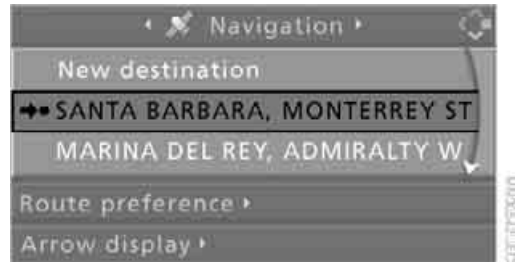 Navigation
New destination
SANTA BARBARA, MONTERREY ST
MARINA DEL REY, ADMIRALTY W
Route preference
Arrow display